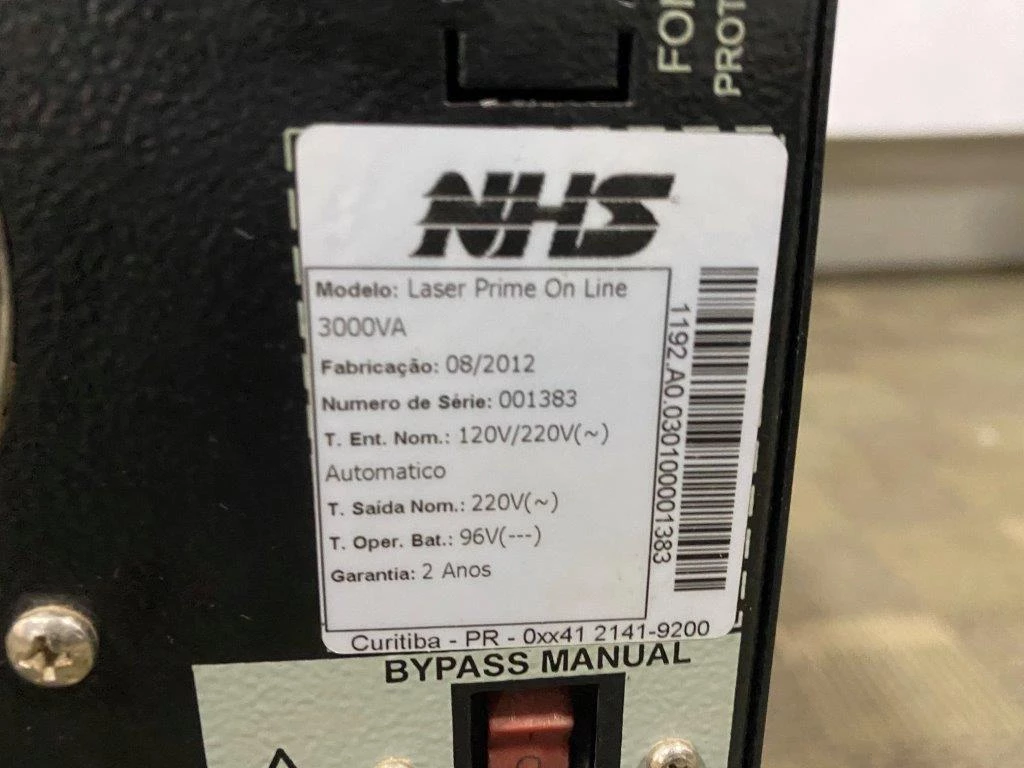 NHS
Modelo: Laser Prime On Line
3000VA
Fabricação: 08/2012
Numero de Série: 001383
T. Ent. Nom.: 120V/220V(~)
Automatico
T. Saída Nom.: 220V(~)
T. Oper. Bat.: 96V(---)
Garantia: 2 Anos
1192.A0.0301000001383
Curitiba - PR - 0xx41 2141-9200
BYPASS MANUAL